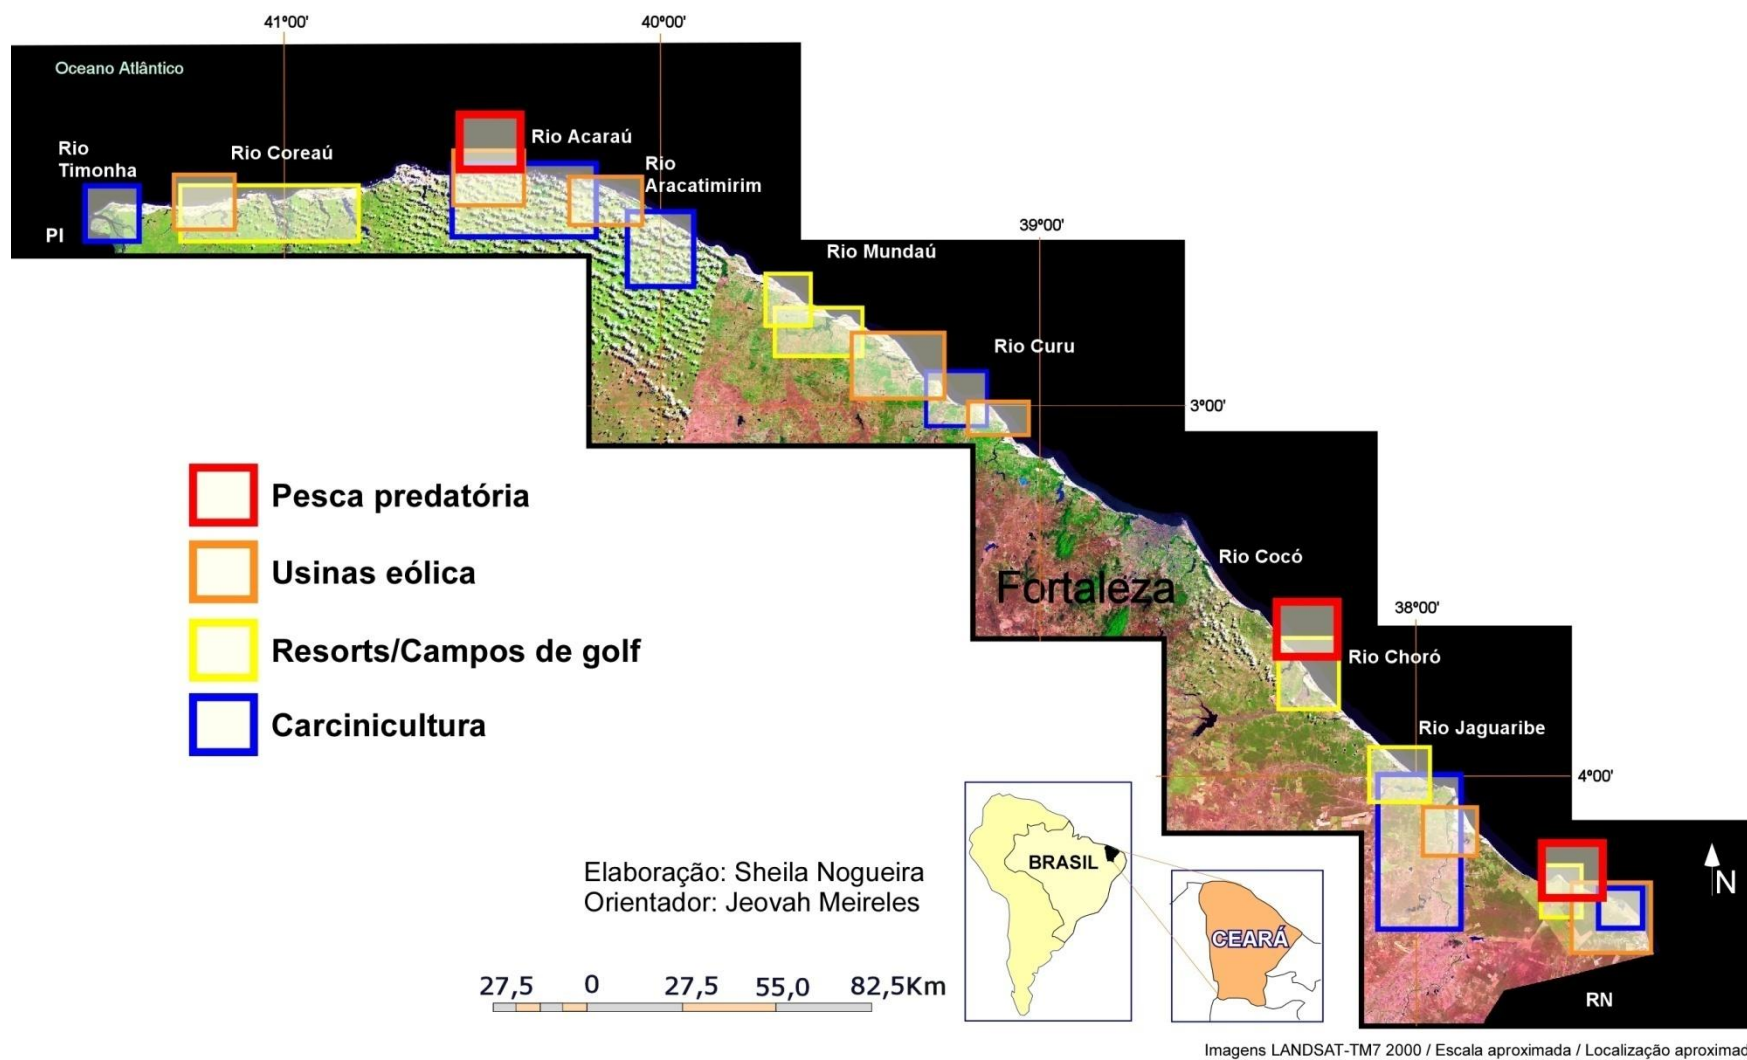 41º00'
40º00'
Oceano Atlântico
Rio
Timonha
Rio Coreaú
Rio Acaraú
Rio
Aracatimirim
PI
39º00'
Rio Mundaú
Rio Curu
3º00'
Pesca predatória
Usinas eólica
Resorts/Campos de golf
Carcinicultura
Rio Cocó
Fortaleza
38º00'
Rio Choró
Rio Jaguaribe
4º00'
BRASIL
CEARÁ
N
RN
Elaboração: Sheila Nogueira
Orientador: Jeovah Meireles
27,5 0 27,5 55,0 82,5Km
Imagens LANDSAT-TM7 2000 / Escala aproximada / Localização aproximad